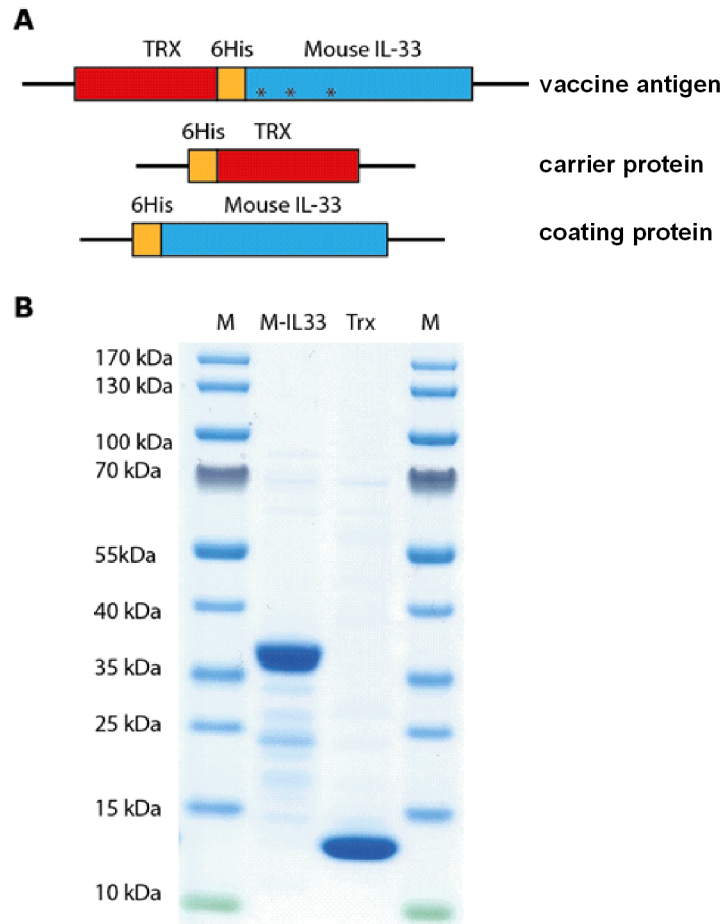 A
TRX 6His Mouse IL-33
* * *
vaccine antigen
6His TRX
carrier protein
6His Mouse IL-33
coating protein
B
M M-IL33 Trx M
170 kDa
130 kDa
100 kDa
70 kDa
55kDa
40 kDa
35 kDa
25 kDa
15 kDa
10 kDa